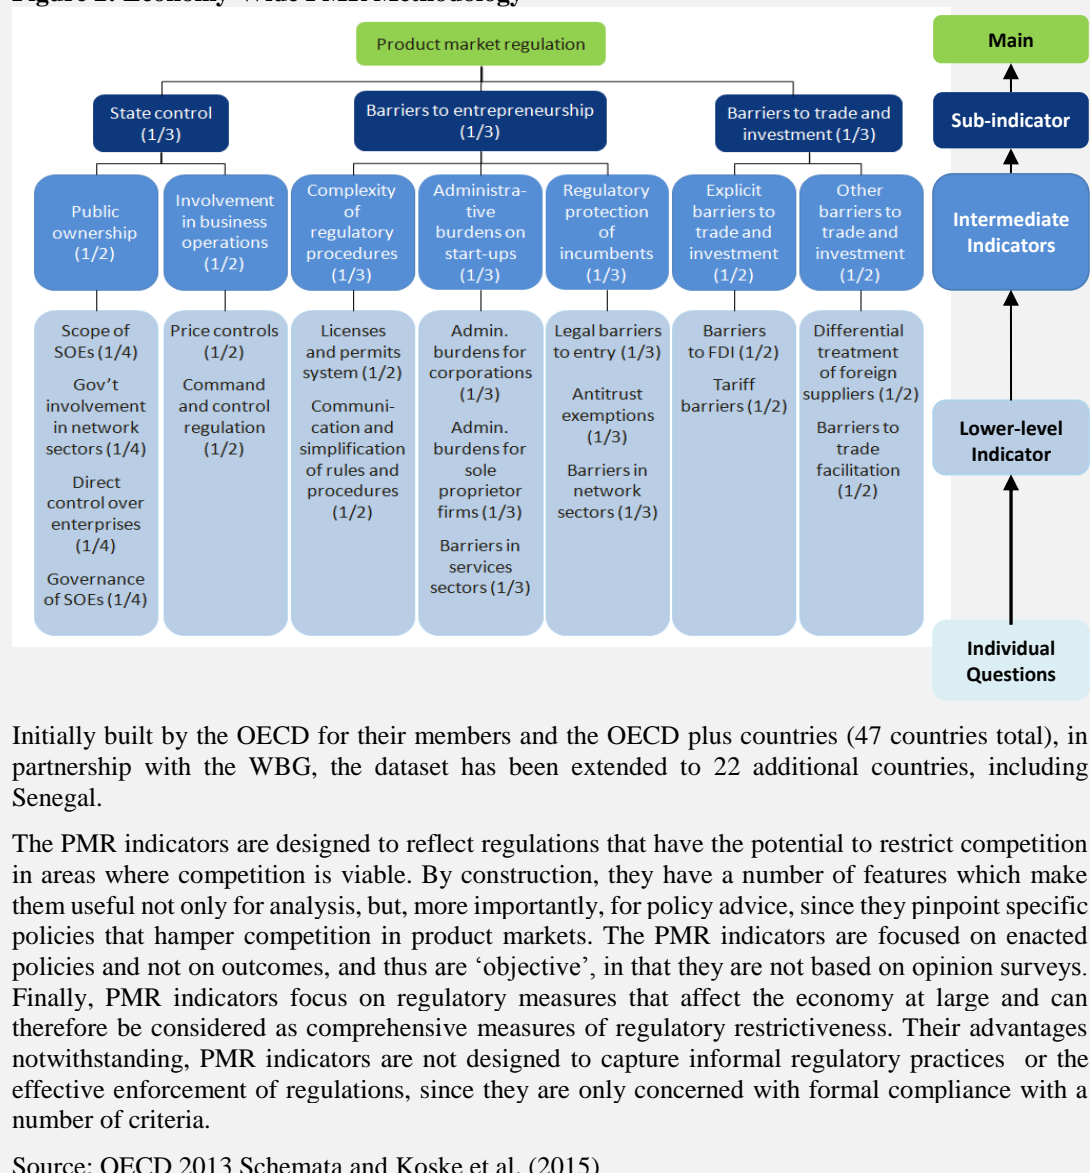 Figure 2: Economy-Wide PMR Methodology
Product market regulation
Main
State control
(1/3)
Barriers to entrepreneurship
(1/3)
Barriers to trade and
investment (1/3)
Sub-indicator
Public
ownership
(1/2)
Involvement
in business
operations
(1/2)
Complexity
of
regulatory
procedures
(1/3)
Administra-
tive
burdens on
start-ups
(1/3)
Regulatory
protection
of
incumbents
(1/3)
Explicit
barriers to
trade and
investment
(1/2)
Other
barriers to
trade and
investment
(1/2)
Intermediate
Indicators
Scope of
SOEs (1/4)
Gov't
involvement
in network
sectors (1/4)
Direct
control over
enterprises
(1/4)
Governance
of SOEs (1/4)
Price controls
(1/2)
Command
and control
regulation
(1/2)
Licenses
and permits
system (1/2)
Communi-
cation and
simplification
of rules and
procedures
(1/2)
Admin.
burdens for
corporations
(1/3)
Admin.
burdens for
sole
proprietor
firms (1/3)
Barriers in
services
sectors (1/3)
Legal barriers
to entry (1/3)
Antitrust
exemptions
(1/3)
Barriers in
network
sectors (1/3)
Barriers
to FDI (1/2)
Tariff
barriers (1/2)
Differential
treatment
of foreign
suppliers (1/2)
Barriers to
trade
facilitation
(1/2)
Lower-level
Indicator
Individual
Questions
Initially built by the OECD for their members and the OECD plus countries (47 countries total), in
partnership with the WBG, the dataset has been extended to 22 additional countries, including
Senegal.
The PMR indicators are designed to reflect regulations that have the potential to restrict competition
in areas where competition is viable. By construction, they have a number of features which make
them useful not only for analysis, but, more importantly, for policy advice, since they pinpoint specific
policies that hamper competition in product markets. The PMR indicators are focused on enacted
policies and not on outcomes, and thus are ‘objective’, in that they are not based on opinion surveys.
Finally, PMR indicators focus on regulatory measures that affect the economy at large and can
therefore be considered as comprehensive measures of regulatory restrictiveness. Their advantages
notwithstanding, PMR indicators are not designed to capture informal regulatory practices or the
effective enforcement of regulations, since they are only concerned with formal compliance with a
number of criteria.
Source: OECD 2013 Schemata and Koske et al. (2015)